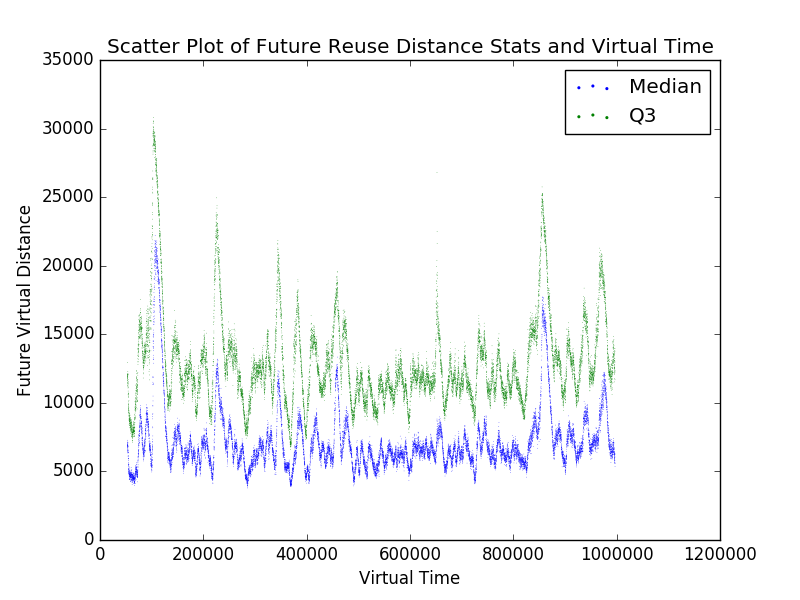 Scatter Plot of Future Reuse Distance Stats and Virtual Time
35000
30000
25000
20000
15000
10000
5000
0
Future Virtual Distance
Median
Q3
0 200000 400000 600000 800000 1000000 1200000
Virtual Time